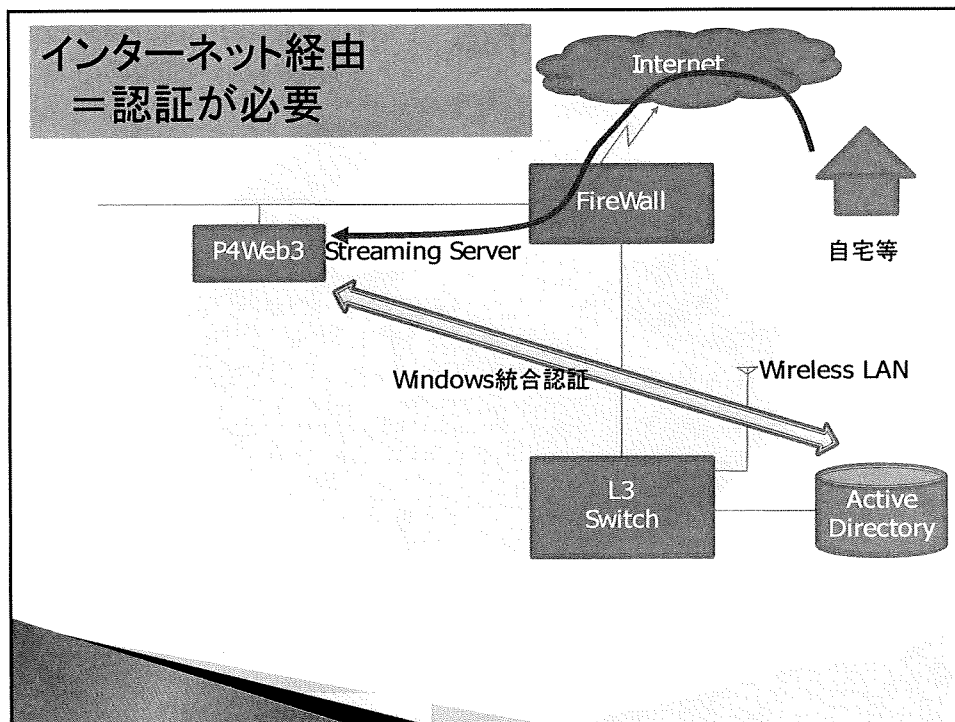 インターネット経由
＝認証が必要
Internet
FireWall
P4Web3
Streaming Server
自宅等
Windows統合認証
Wireless LAN
L3
Switch
Active
Directory